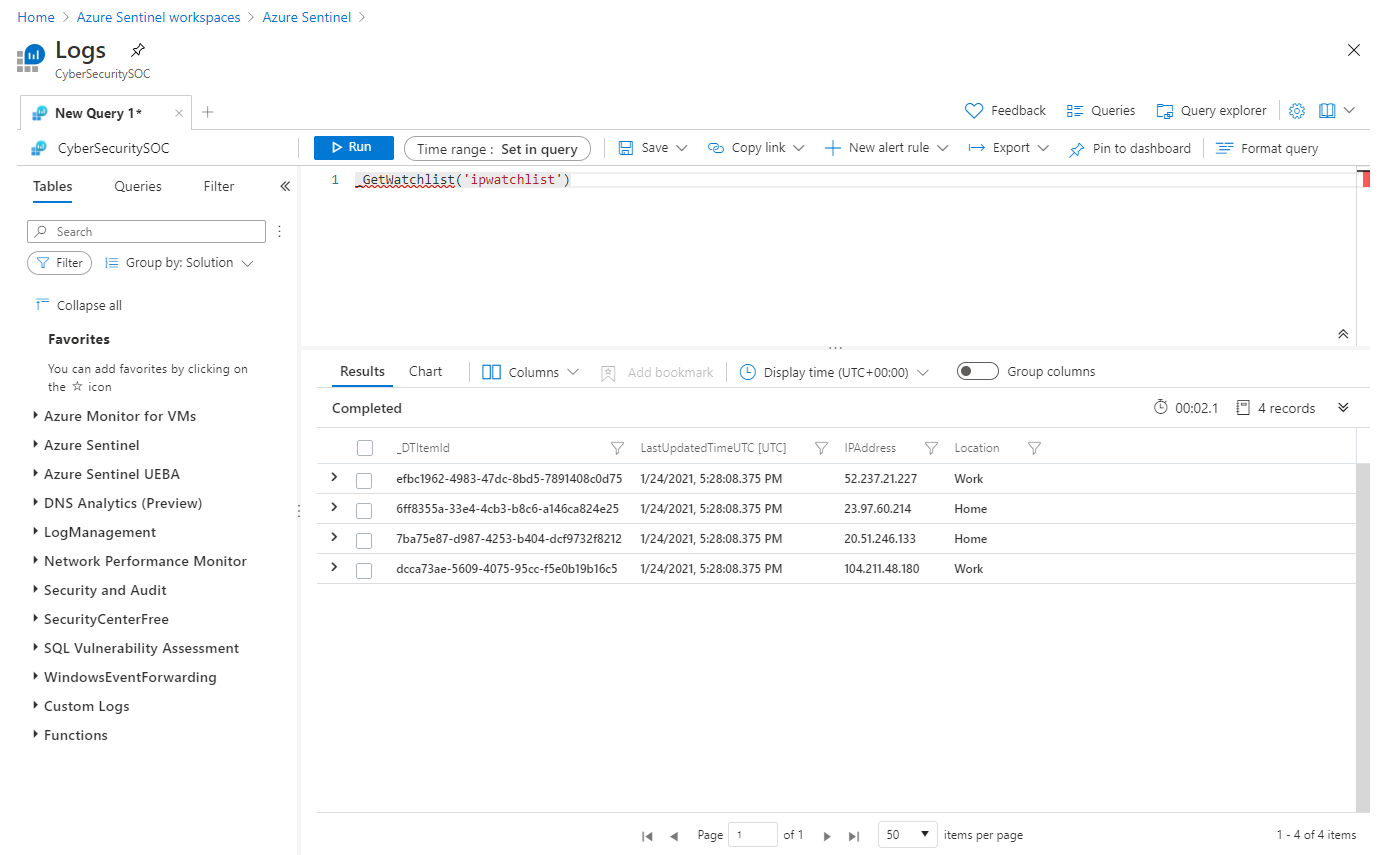 Home > Azure Sentinel workspaces > Azure Sentinel >
Logs
CyberSecuritySOC
New Query 1*
Feedback Queries Query explorer
CyberSecuritySOC
Run Time range : Set in query Save Copy link New alert rule Export Pin to dashboard Format query
Tables Queries Filter
1 _GetWatchlist('ipwatchlist')
Search
Filter Group by: Solution
Collapse all
Favorites
You can add favorites by clicking on
the ☆ icon
Azure Monitor for VMs
Azure Sentinel
Azure Sentinel UEBA
DNS Analytics (Preview)
LogManagement
Network Performance Monitor
Security and Audit
SecurityCenterFree
SQL Vulnerability Assessment
WindowsEventForwarding
Custom Logs
Functions
Results Chart Columns Add bookmark Display time (UTC+00:00) Group columns
Completed 00:02.1 4 records
_DTItemId LastUpdatedTimeUTC [UTC] IPAddress Location
efbc1962-4983-47dc-8bd5-7891408c0d75 1/24/2021, 5:28:08.375 PM 52.237.21.227 Work
6ff8355a-33e4-4cb3-b8c6-a146ca824e25 1/24/2021, 5:28:08.375 PM 23.97.60.214 Home
7ba75e87-d987-4253-b404-dcf9732f8212 1/24/2021, 5:28:08.375 PM 20.51.246.133 Home
dcca73ae-5609-4075-95cc-f5e0b19b16c5 1/24/2021, 5:28:08.375 PM 104.211.48.180 Work
Page 1 of 1 50 items per page 1 - 4 of 4 items